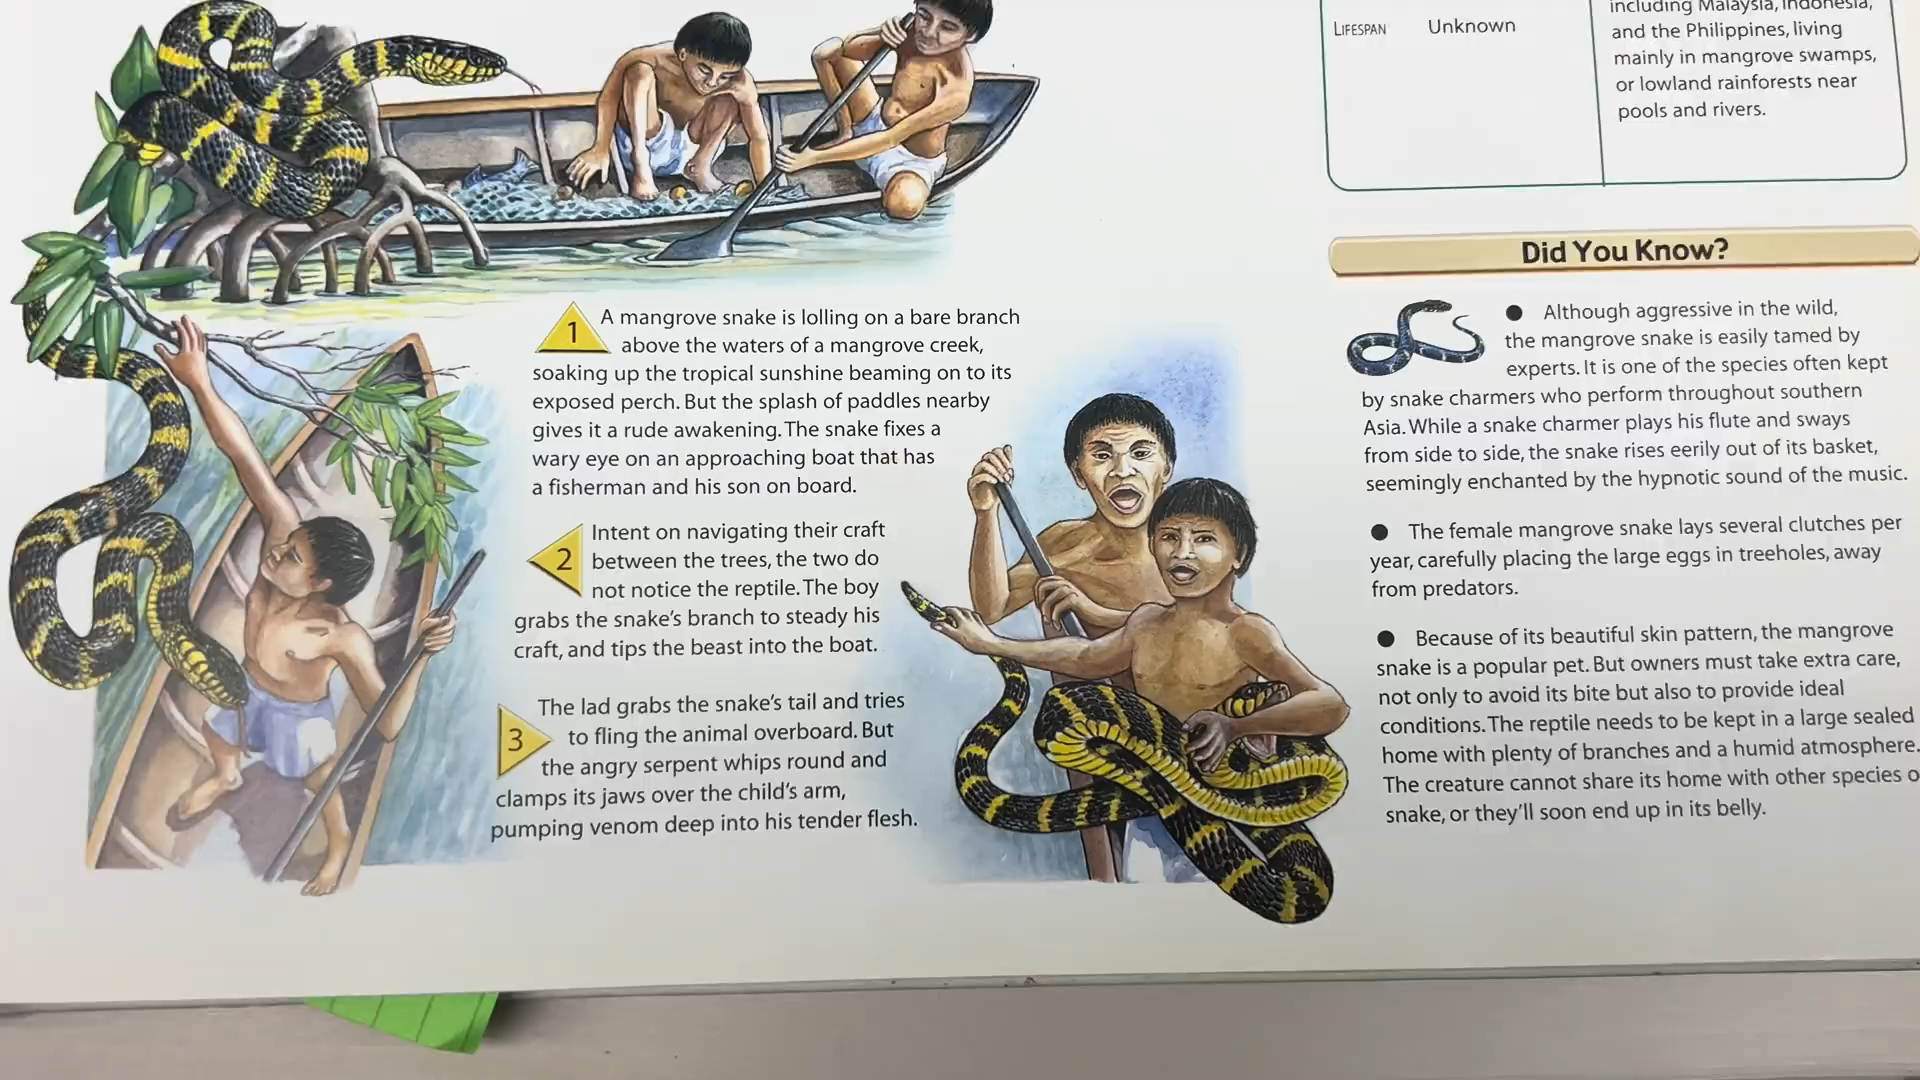 LIFESPAN Unknown
including Malaysia, Indonesia,
and the Philippines, living
mainly in mangrove swamps,
or lowland rainforests near
pools and rivers.
1 A mangrove snake is lolling on a bare branch
above the waters of a mangrove creek,
soaking up the tropical sunshine beaming on to its
exposed perch. But the splash of paddles nearby
gives it a rude awakening. The snake fixes a
wary eye on an approaching boat that has
a fisherman and his son on board.
2 Intent on navigating their craft
between the trees, the two do
not notice the reptile. The boy
grabs the snake's branch to steady his
craft, and tips the beast into the boat.
3 The lad grabs the snake's tail and tries
to fling the animal overboard. But
the angry serpent whips round and
clamps its jaws over the child's arm,
pumping venom deep into his tender flesh.
Did You Know?
● Although aggressive in the wild,
the mangrove snake is easily tamed by
experts. It is one of the species often kept
by snake charmers who perform throughout southern
Asia. While a snake charmer plays his flute and sways
from side to side, the snake rises eerily out of its basket,
seemingly enchanted by the hypnotic sound of the music.
● The female mangrove snake lays several clutches per
year, carefully placing the large eggs in treeholes, away
from predators.
● Because of its beautiful skin pattern, the mangrove
snake is a popular pet. But owners must take extra care,
not only to avoid its bite but also to provide ideal
conditions. The reptile needs to be kept in a large sealed
home with plenty of branches and a humid atmosphere.
The creature cannot share its home with other species o
snake, or they'll soon end up in its belly.